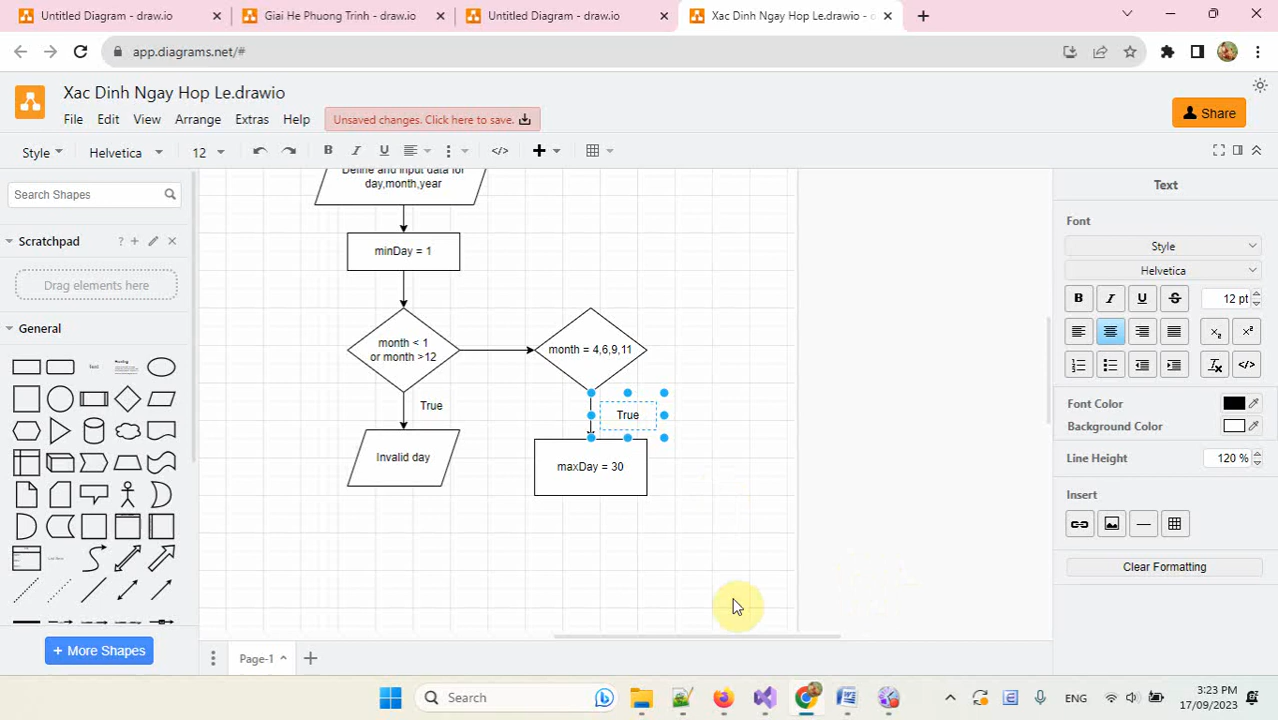 Untitled Diagram - draw.io
Giai He Phuong Trinh - draw.io
Untitled Diagram - draw.io
Xac Dinh Ngay Hop Le.drawio -
app.diagrams.net/#
Xac Dinh Ngay Hop Le.drawio
File Edit View Arrange Extras Help
Unsaved changes. Click here to save.
Share
Style
Helvetica
12
B I U
Search Shapes
Scratchpad
?
Drag elements here
General
Text
Heading
+ More Shapes
Define and input data for
day,month,year
minDay = 1
month < 1
or month >12
month = 4,6,9,11
True
True
Invalid day
maxDay = 30
Page-1
Text
Font
Style
Helvetica
B I U S
12 pt
Font Color
Background Color
Line Height
120 %
Insert
Clear Formatting
Search
ENG
3:23 PM
17/09/2023